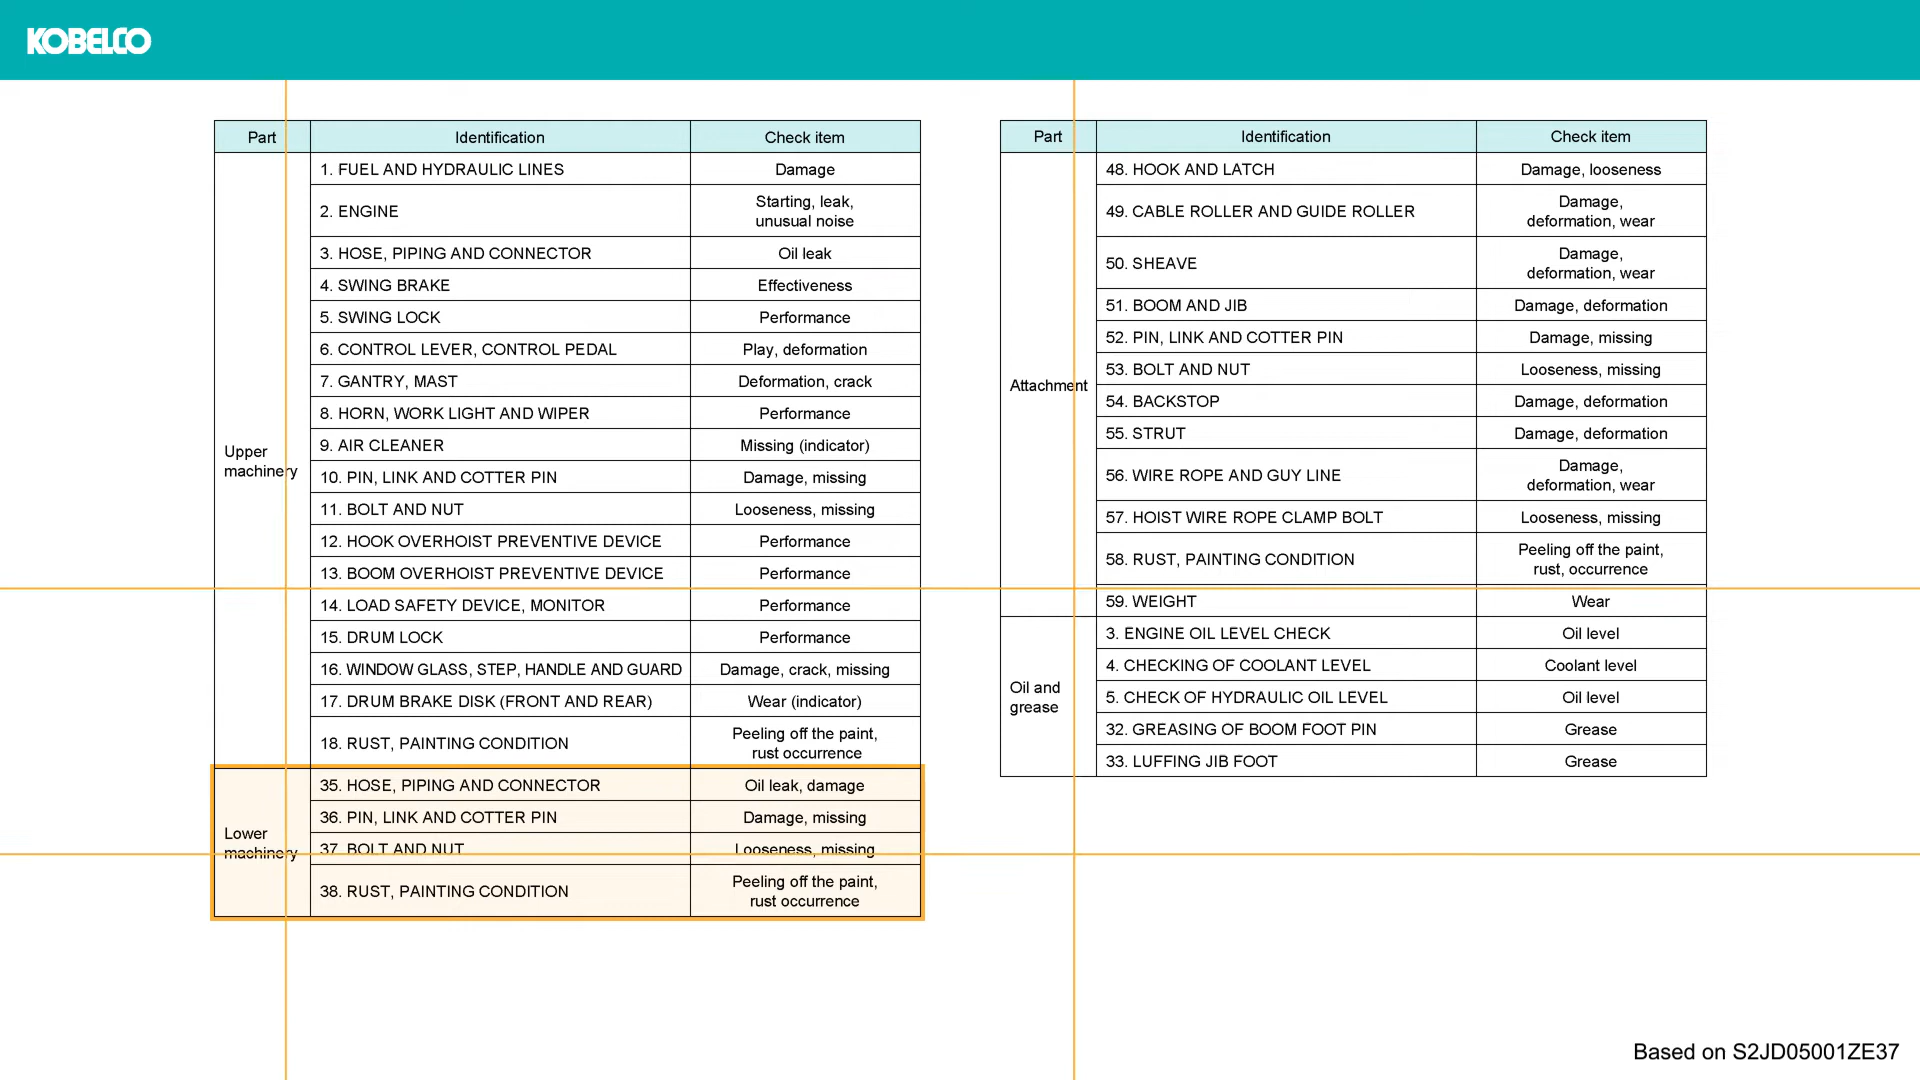 KOBELCO
Part Identification Check item
Upper
machinery
1. FUEL AND HYDRAULIC LINES Damage
2. ENGINE Starting, leak,
unusual noise
3. HOSE, PIPING AND CONNECTOR Oil leak
4. SWING BRAKE Effectiveness
5. SWING LOCK Performance
6. CONTROL LEVER, CONTROL PEDAL Play, deformation
7. GANTRY, MAST Deformation, crack
8. HORN, WORK LIGHT AND WIPER Performance
9. AIR CLEANER Missing (indicator)
10. PIN, LINK AND COTTER PIN Damage, missing
11. BOLT AND NUT Looseness, missing
12. HOOK OVERHOIST PREVENTIVE DEVICE Performance
13. BOOM OVERHOIST PREVENTIVE DEVICE Performance
14. LOAD SAFETY DEVICE, MONITOR Performance
15. DRUM LOCK Performance
16. WINDOW GLASS, STEP, HANDLE AND GUARD Damage, crack, missing
17. DRUM BRAKE DISK (FRONT AND REAR) Wear (indicator)
18. RUST, PAINTING CONDITION Peeling off the paint,
rust occurrence
Lower
machinery
35. HOSE, PIPING AND CONNECTOR Oil leak, damage
36. PIN, LINK AND COTTER PIN Damage, missing
37. BOLT AND NUT Looseness, missing
38. RUST, PAINTING CONDITION Peeling off the paint,
rust occurrence
Part Identification Check item
Attachment
48. HOOK AND LATCH Damage, looseness
49. CABLE ROLLER AND GUIDE ROLLER Damage,
deformation, wear
50. SHEAVE Damage,
deformation, wear
51. BOOM AND JIB Damage, deformation
52. PIN, LINK AND COTTER PIN Damage, missing
53. BOLT AND NUT Looseness, missing
54. BACKSTOP Damage, deformation
55. STRUT Damage, deformation
56. WIRE ROPE AND GUY LINE Damage,
deformation, wear
57. HOIST WIRE ROPE CLAMP BOLT Looseness, missing
58. RUST, PAINTING CONDITION Peeling off the paint,
rust, occurrence
59. WEIGHT Wear
Oil and
grease
3. ENGINE OIL LEVEL CHECK Oil level
4. CHECKING OF COOLANT LEVEL Coolant level
5. CHECK OF HYDRAULIC OIL LEVEL Oil level
32. GREASING OF BOOM FOOT PIN Grease
33. LUFFING JIB FOOT Grease
Based on S2JD05001ZE37